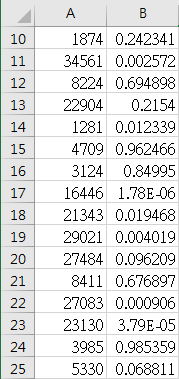 A B
10 1874 0.242341
11 34561 0.002572
12 8224 0.694898
13 22904 0.2154
14 1281 0.012339
15 4709 0.962466
16 3124 0.84995
17 16446 1.78E-06
18 21343 0.019468
19 29021 0.004019
20 27484 0.096209
21 8411 0.676897
22 27083 0.000906
23 23130 3.79E-05
24 3985 0.985359
25 5330 0.068811